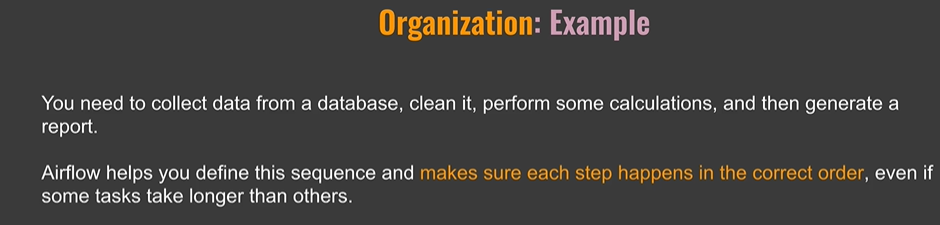 Organization: Example
You need to collect data from a database, clean it, perform some calculations, and then generate a
report.
Airflow helps you define this sequence and makes sure each step happens in the correct order, even if
some tasks take longer than others.